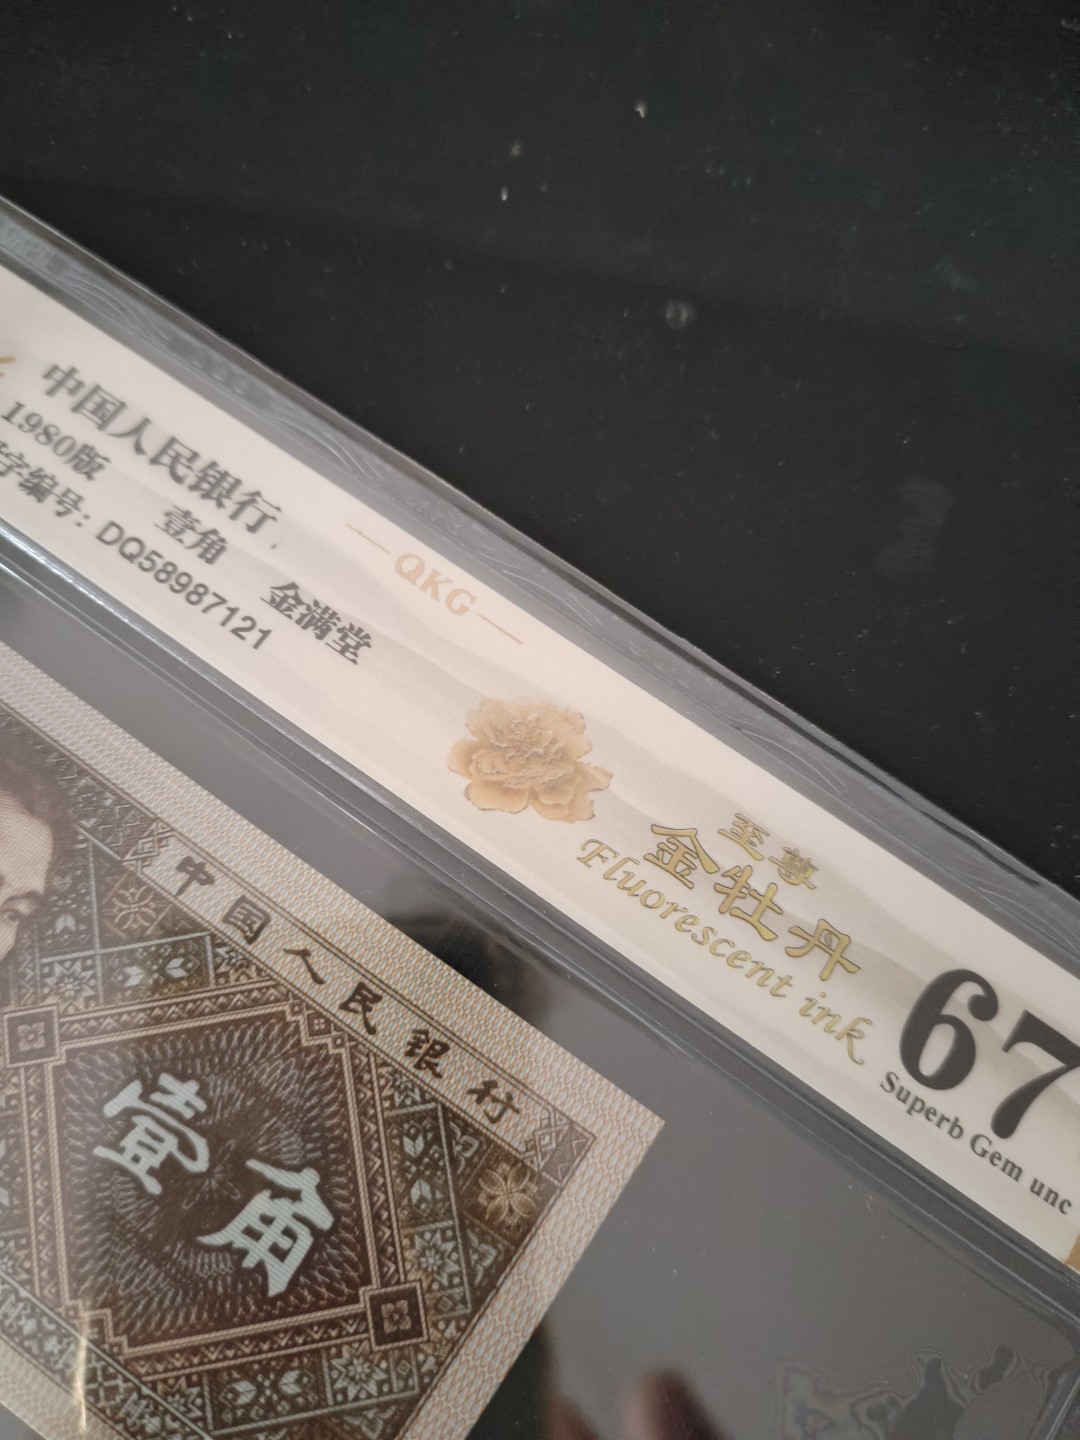 中国人民银行
1980版 壹角 金满堂
字编号: DQ58987121
QKG
至尊
金牡丹
Fluorescent ink
67
Superb Gem unc
中国人民银行
壹角